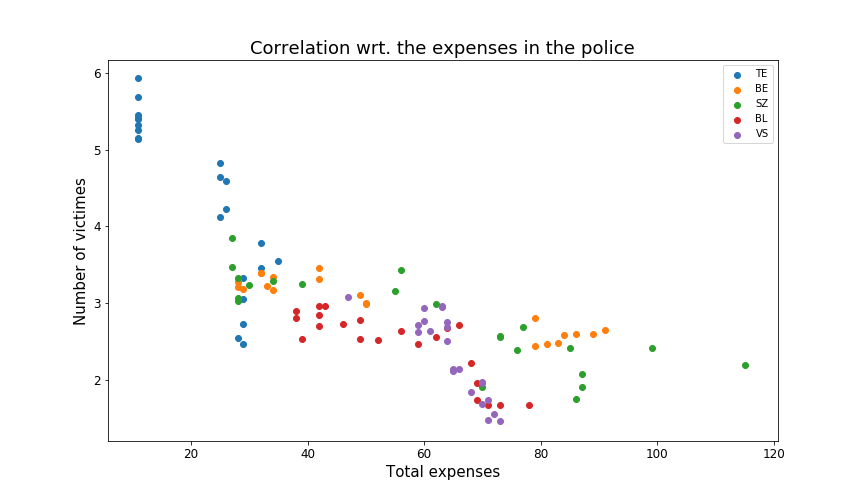 Correlation wrt. the expenses in the police
6
5
4
3
2
Number of victimes
TE
BE
SZ
BL
VS
20 40 60 80 100 120
Total expenses